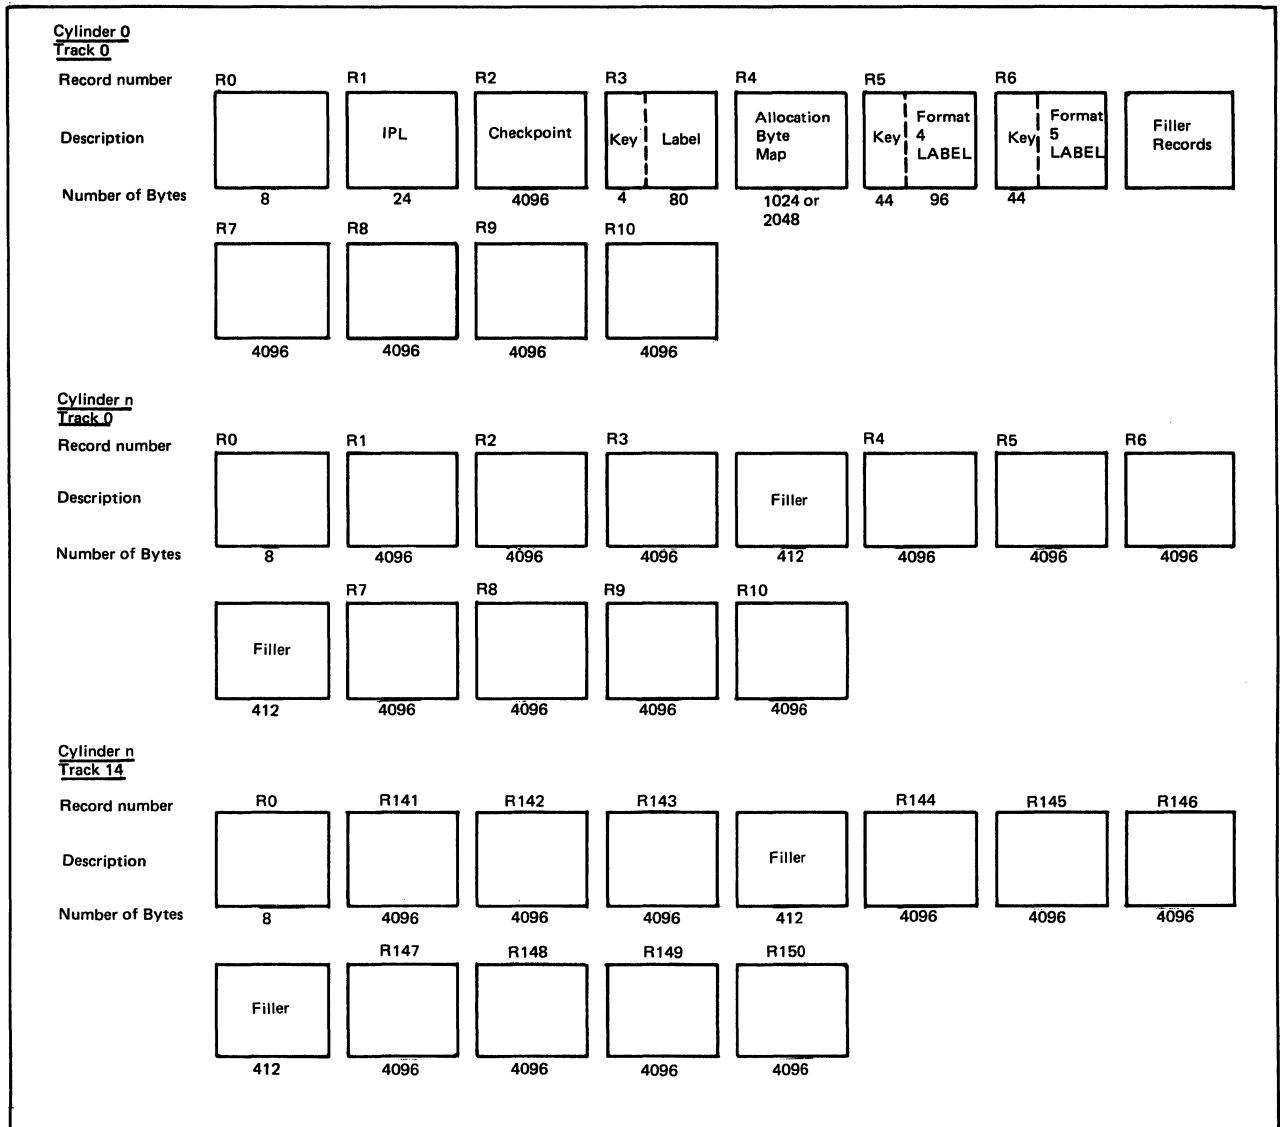 Cylinder 0
Track 0
Record number R0 R1 R2 R3 R4 R5 R6
Description IPL Checkpoint Key Label Allocation Byte Map Key Format 4 LABEL Key Format 5 LABEL Filler Records
Number of Bytes 8 24 4096 4 80 1024 or 2048 44 96 44
R7 R8 R9 R10
4096 4096 4096 4096
Cylinder n
Track 0
Record number R0 R1 R2 R3 R4 R5 R6
Description Filler
Number of Bytes 8 4096 4096 4096 412 4096 4096 4096
R7 R8 R9 R10
Filler
412 4096 4096 4096 4096
Cylinder n
Track 14
Record number R0 R141 R142 R143 R144 R145 R146
Description Filler
Number of Bytes 8 4096 4096 4096 412 4096 4096 4096
R147 R148 R149 R150
Filler
412 4096 4096 4096 4096